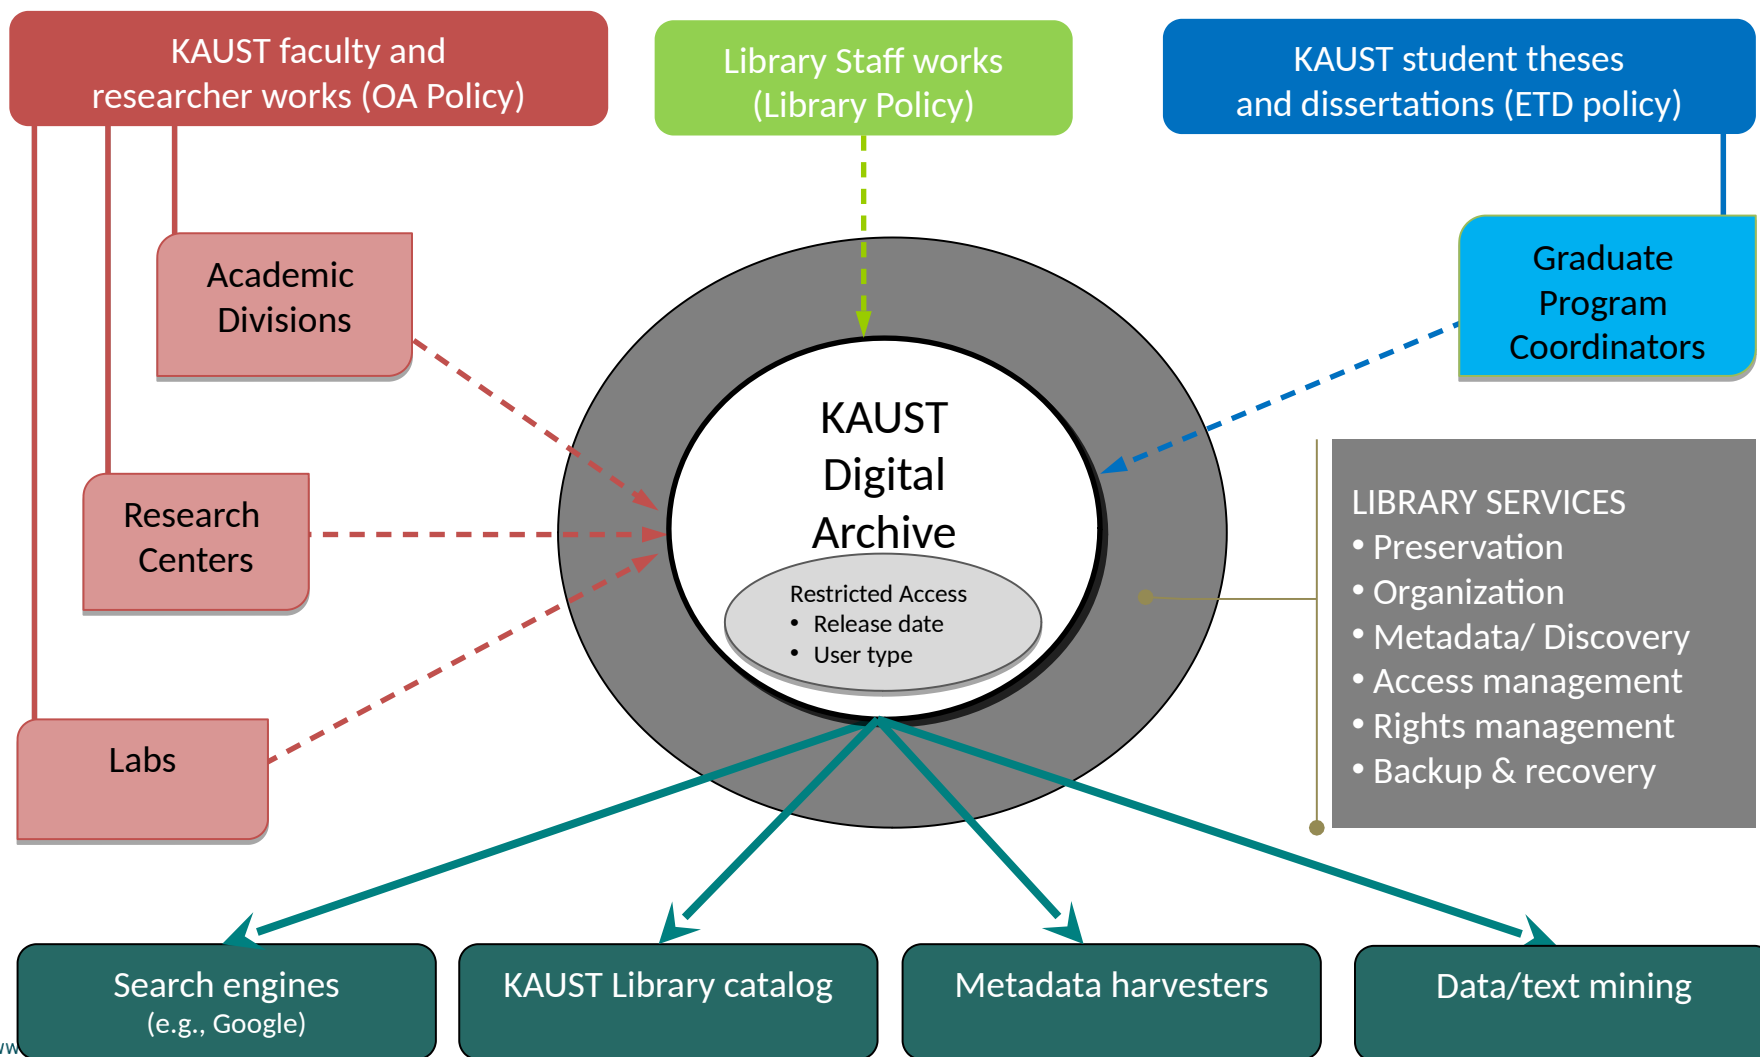 KAUST faculty and
researcher works (OA Policy)
Library Staff works
(Library Policy)
KAUST student theses
and dissertations (ETD policy)
Academic
Divisions
Graduate
Program
Coordinators
KAUST
Digital
Archive
Research
Centers
LIBRARY SERVICES
• Preservation
• Organization
• Metadata/ Discovery
• Access management
• Rights management
• Backup & recovery
Restricted Access
• Release date
• User type
Labs
Search engines
(e.g., Google)
KAUST Library catalog
Metadata harvesters
Data/text mining